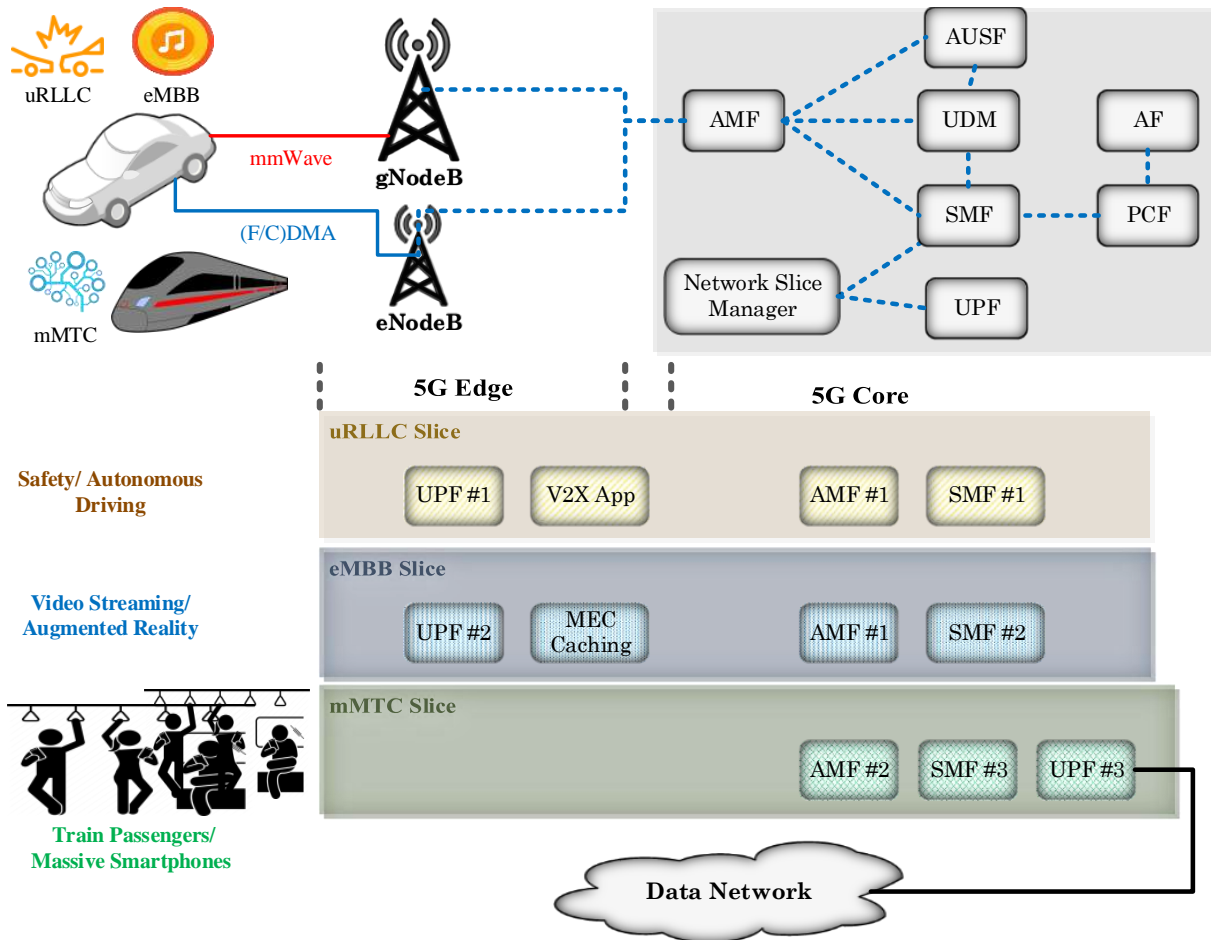 uRLLC
eMBB
mmWave
gNodeB
(F/C)DMA
eNodeB
mMTC
AUSF
AMF
UDM
AF
SMF
PCF
Network Slice
Manager
UPF
5G Edge
5G Core
uRLLC Slice
Safety/ Autonomous
Driving
UPF #1
V2X App
AMF #1
SMF #1
eMBB Slice
Video Streaming/
Augmented Reality
UPF #2
MEC
Caching
AMF #1
SMF #2
mMTC Slice
AMF #2
SMF #3
UPF #3
Train Passengers/
Massive Smartphones
Data Network